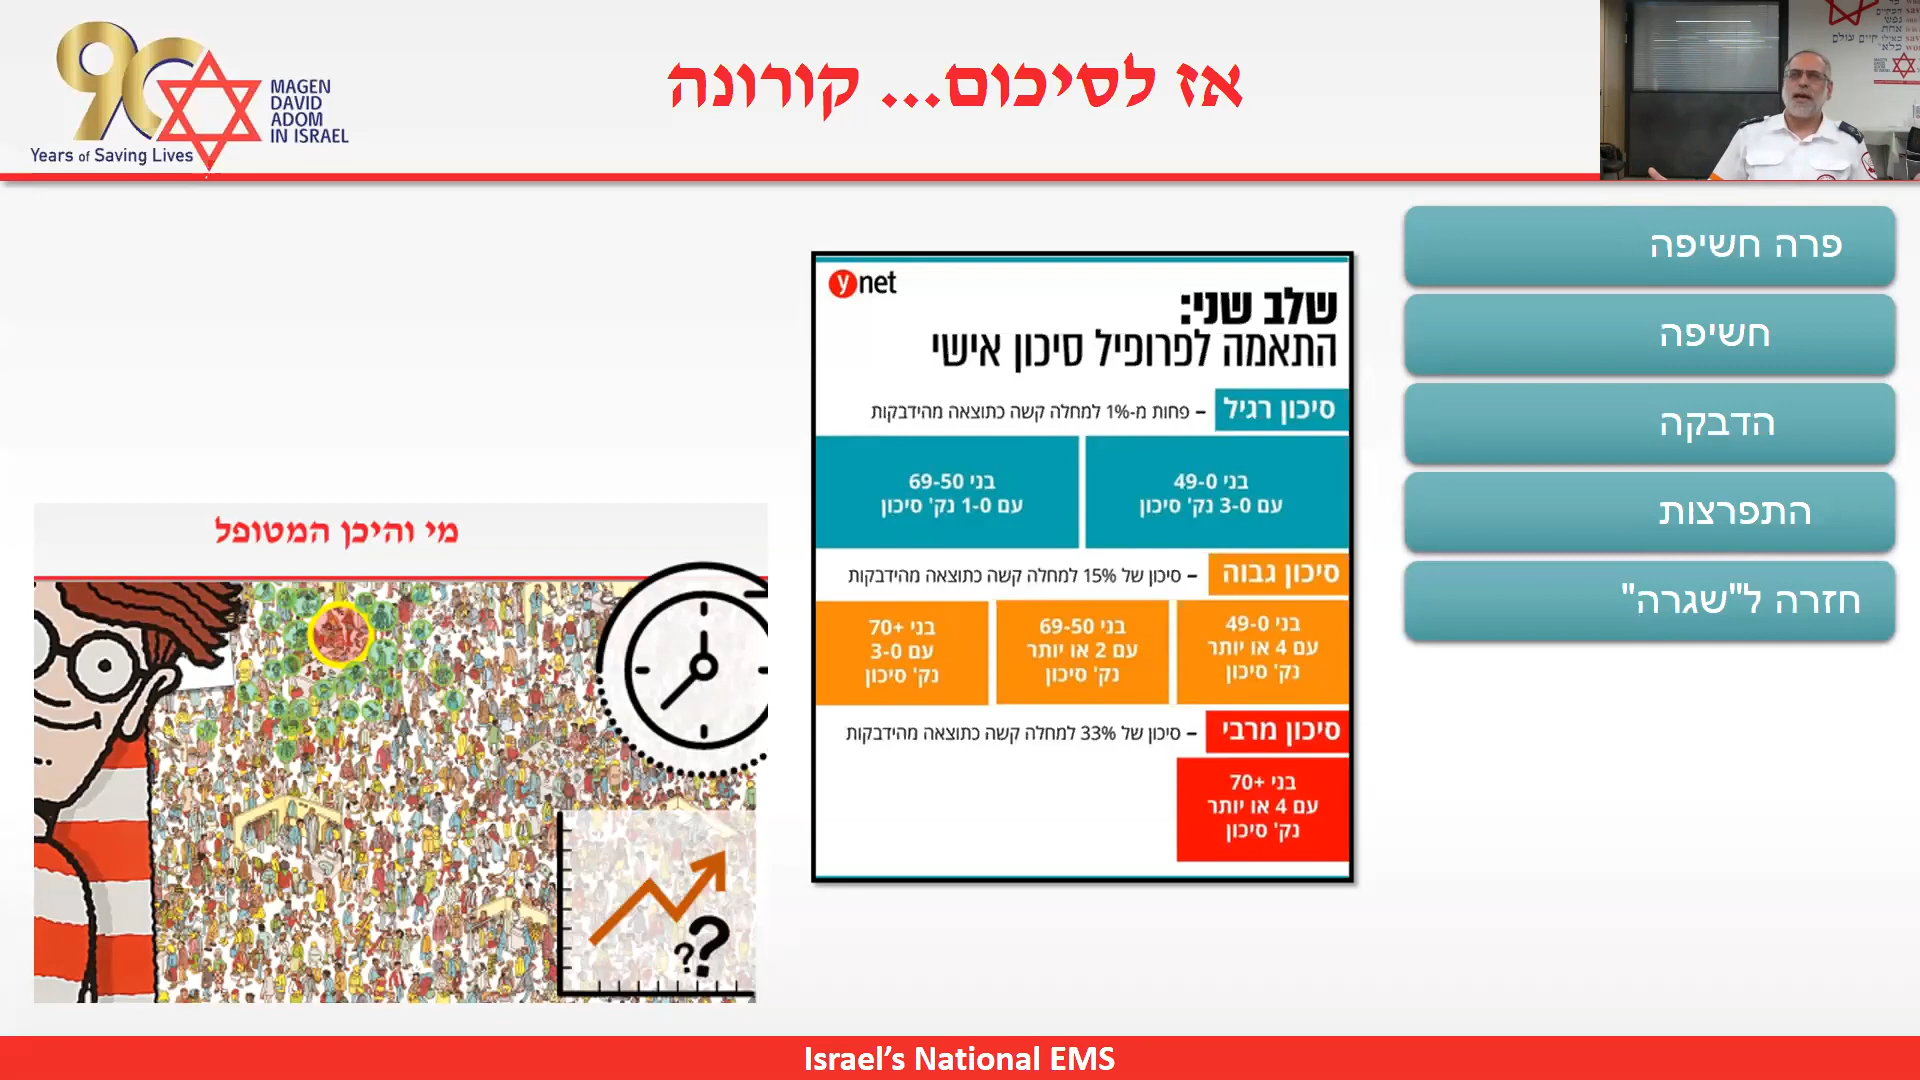 90
MAGEN
DAVID
ADOM
IN ISRAEL
Years of Saving Lives
אז לסיכום... קורונה
פרה חשיפה
חשיפה
הדבקה
התפרצות
חזרה ל"שגרה"
ynet
שלב שני:
התאמה לפרופיל סיכון אישי
סיכון רגיל – פחות מ-1% למחלה קשה כתוצאה מהידבקות
בני 49-0
עם 3-0 נק' סיכון
בני 69-50
עם 1-0 נק' סיכון
סיכון גבוה – סיכון של 15% למחלה קשה כתוצאה מהידבקות
בני 49-0
עם 4 או יותר
נק' סיכון
בני 69-50
עם 2 או יותר
נק' סיכון
בני +70
עם 3-0
נק' סיכון
סיכון מרבי – סיכון של 33% למחלה קשה כתוצאה מהידבקות
בני +70
עם 4 או יותר
נק' סיכון
מי והיכן המטופל
??
Israel's National EMS